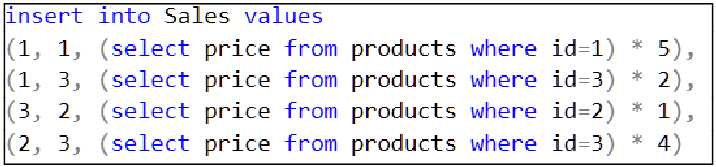 insert into Sales values
(1, 1, (select price from products where id=1) * 5),
(1, 3, (select price from products where id=3) * 2),
(3, 2, (select price from products where id=2) * 1),
(2, 3, (select price from products where id=3) * 4)